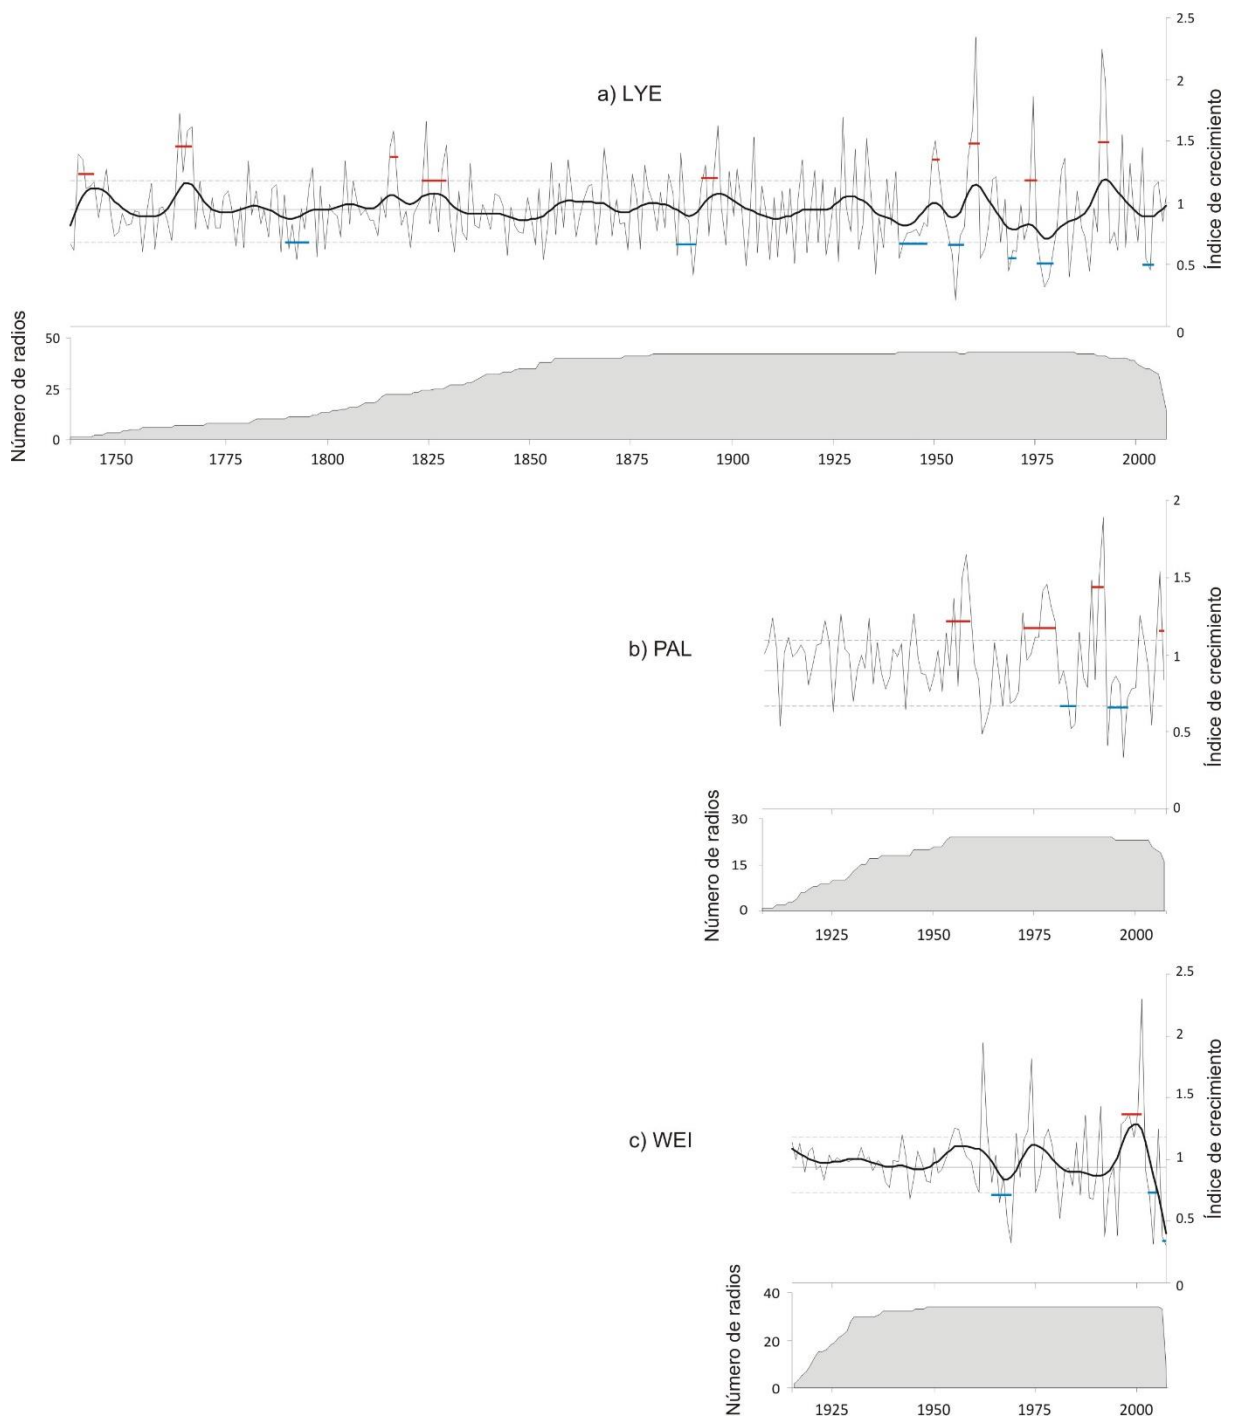 a) LYE
2.5
2
1.5
1
0.5
0
Índice de crecimiento
Número de radios
50
25
0
1750 1775 1800 1825 1850 1875 1900 1925 1950 1975 2000
b) PAL
2
1.5
1
0.5
0
Índice de crecimiento
Número de radios
30
15
0
1925 1950 1975 2000
c) WEI
2.5
2
1.5
1
0.5
0
Índice de crecimiento
Número de radios
40
20
0
1925 1950 1975 2000